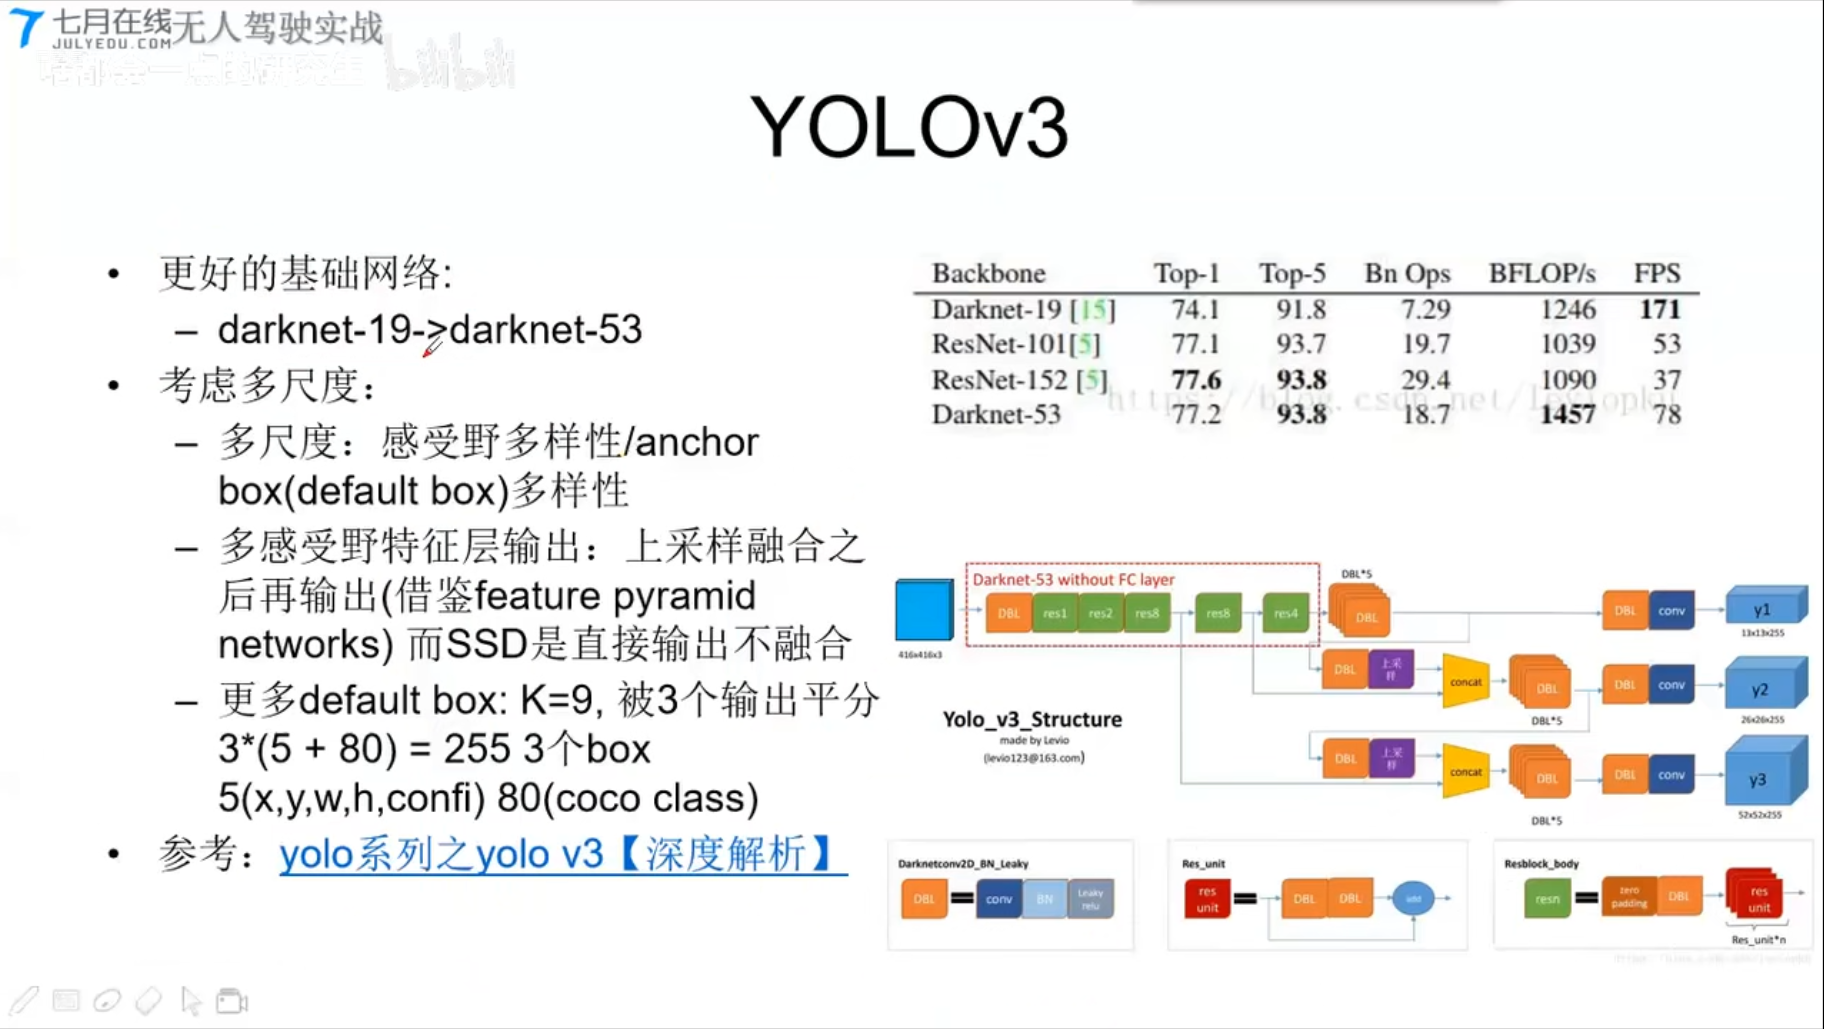 七月在线
JULYEDU.COM
无人驾驶实战
啥都会一点的研究生
bilibili
YOLOv3
• 更好的基础网络:
– darknet-19->darknet-53
• 考虑多尺度：
– 多尺度：感受野多样性/anchor
box(default box)多样性
– 多感受野特征层输出：上采样融合之
后再输出(借鉴feature pyramid
networks) 而SSD是直接输出不融合
– 更多default box: K=9, 被3个输出平分
3*(5 + 80) = 255 3个box
5(x,y,w,h,confi) 80(coco class)
• 参考：yolo系列之yolo v3【深度解析】
Backbone Top-1 Top-5 Bn Ops BFLOP/s FPS
Darknet-19 [15] 74.1 91.8 7.29 1246 171
ResNet-101[5] 77.1 93.7 19.7 1039 53
ResNet-152 [5] 77.6 93.8 29.4 1090 37
https://blog.csdn.net/leviopku
Darknet-53 77.2 93.8 18.7 1457 78
Darknet-53 without FC layer
DBL*5
DBL res1 res2 res8 res8 res4 DBL DBL conv y1
416x416x3
13x13x255
DBL 上采样 concat DBL DBL conv y2
DBL*5
26x26x255
Yolo_v3_Structure
made by Levio
(levio123@163.com)
DBL 上采样 concat DBL DBL conv y3
DBL*5
52x52x255
Darknetconv2D_BN_Leaky
DBL = conv BN Leaky relu
Res_unit
res unit = DBL DBL add
Resblock_body
resn = zero padding DBL res unit
Res_unit*n